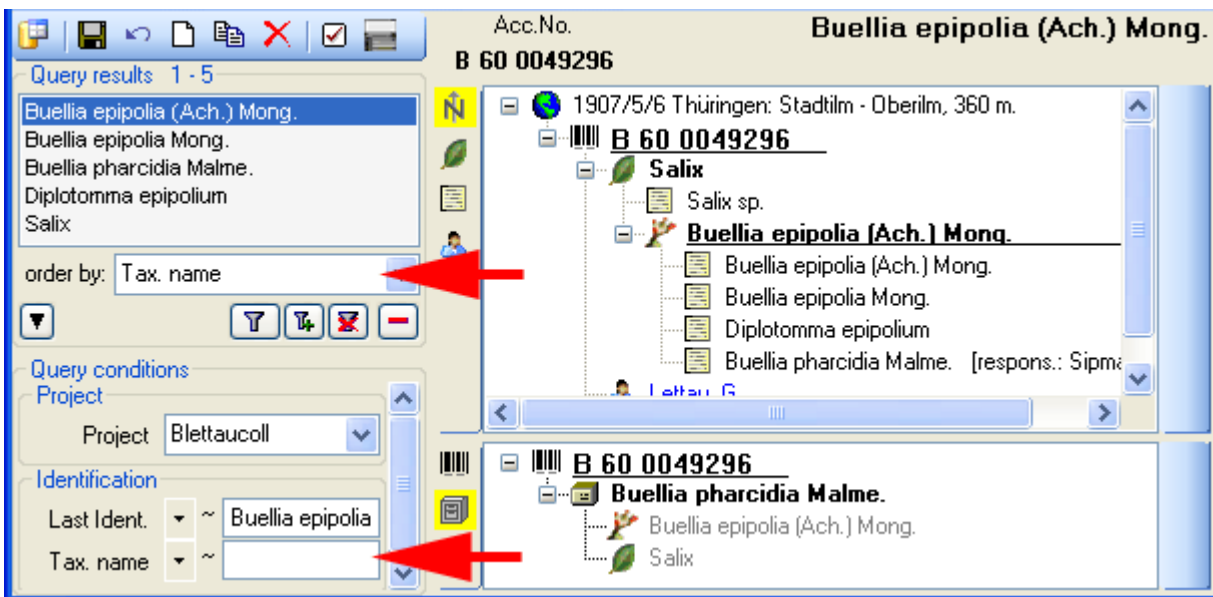 Query results 1 - 5
Buellia epipolia (Ach.) Mong.
Buellia epipolia Mong.
Buellia pharcidia Malme.
Diplotomma epipolium
Salix
order by: Tax. name
Query conditions
Project
Project Blettaucoll
Identification
Last Ident. ~ Buellia epipolia
Tax. name ~
Acc.No.
Buellia epipolia (Ach.) Mong.
B 60 0049296
N
1907/5/6 Thüringen: Stadtilm - Oberilm, 360 m.
B 60 0049296
Salix
Salix sp.
Buellia epipolia (Ach.) Mong.
Buellia epipolia (Ach.) Mong.
Buellia epipolia Mong.
Diplotomma epipolium
Buellia pharcidia Malme. [respons.: Sipma
Lettau, G
B 60 0049296
Buellia pharcidia Malme.
Buellia epipolia (Ach.) Mong.
Salix